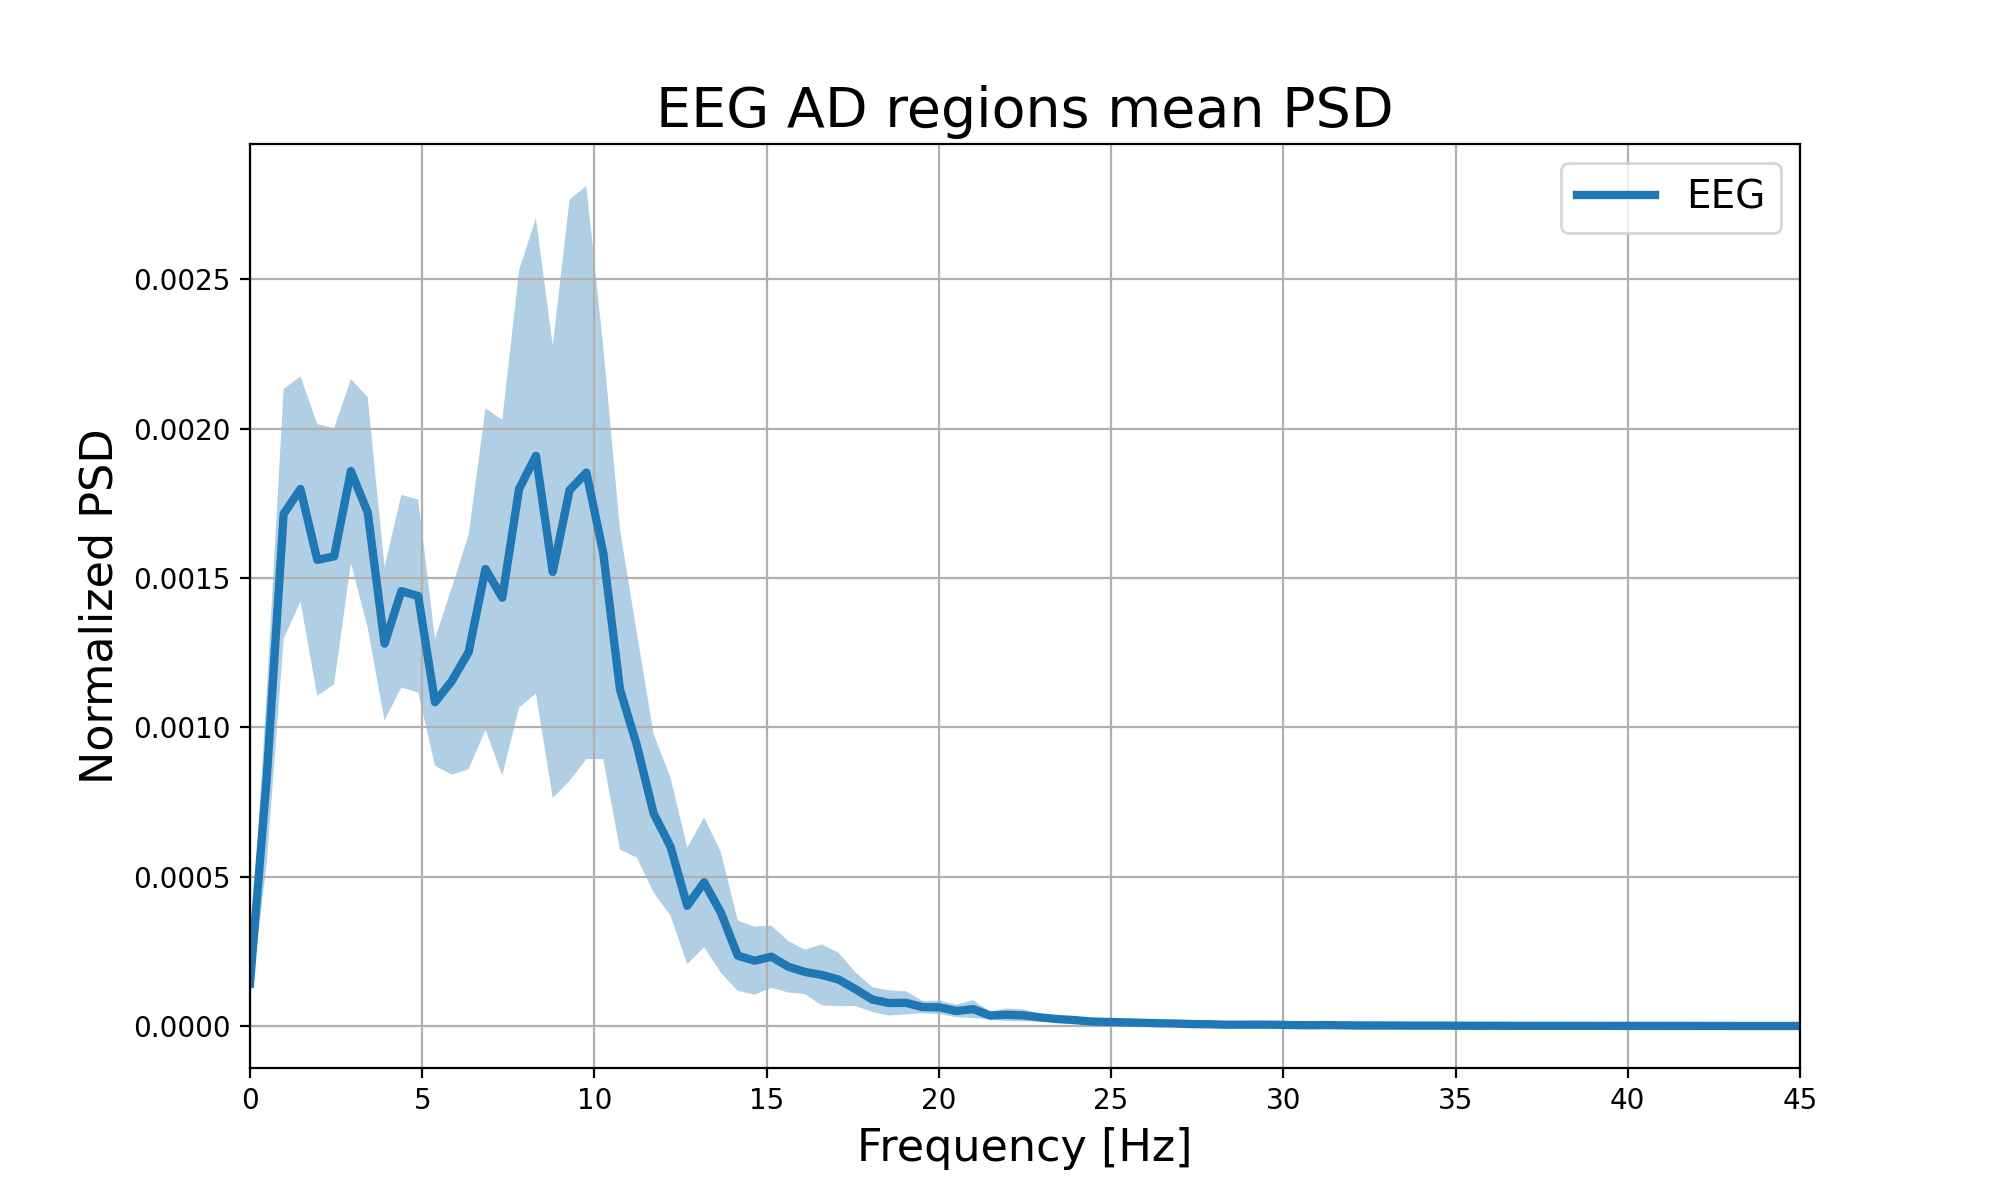 EEG AD regions mean PSD
EEG
Normalized PSD
0.0025
0.0020
0.0015
0.0010
0.0005
0.0000
0 5 10 15 20 25 30 35 40 45
Frequency [Hz]